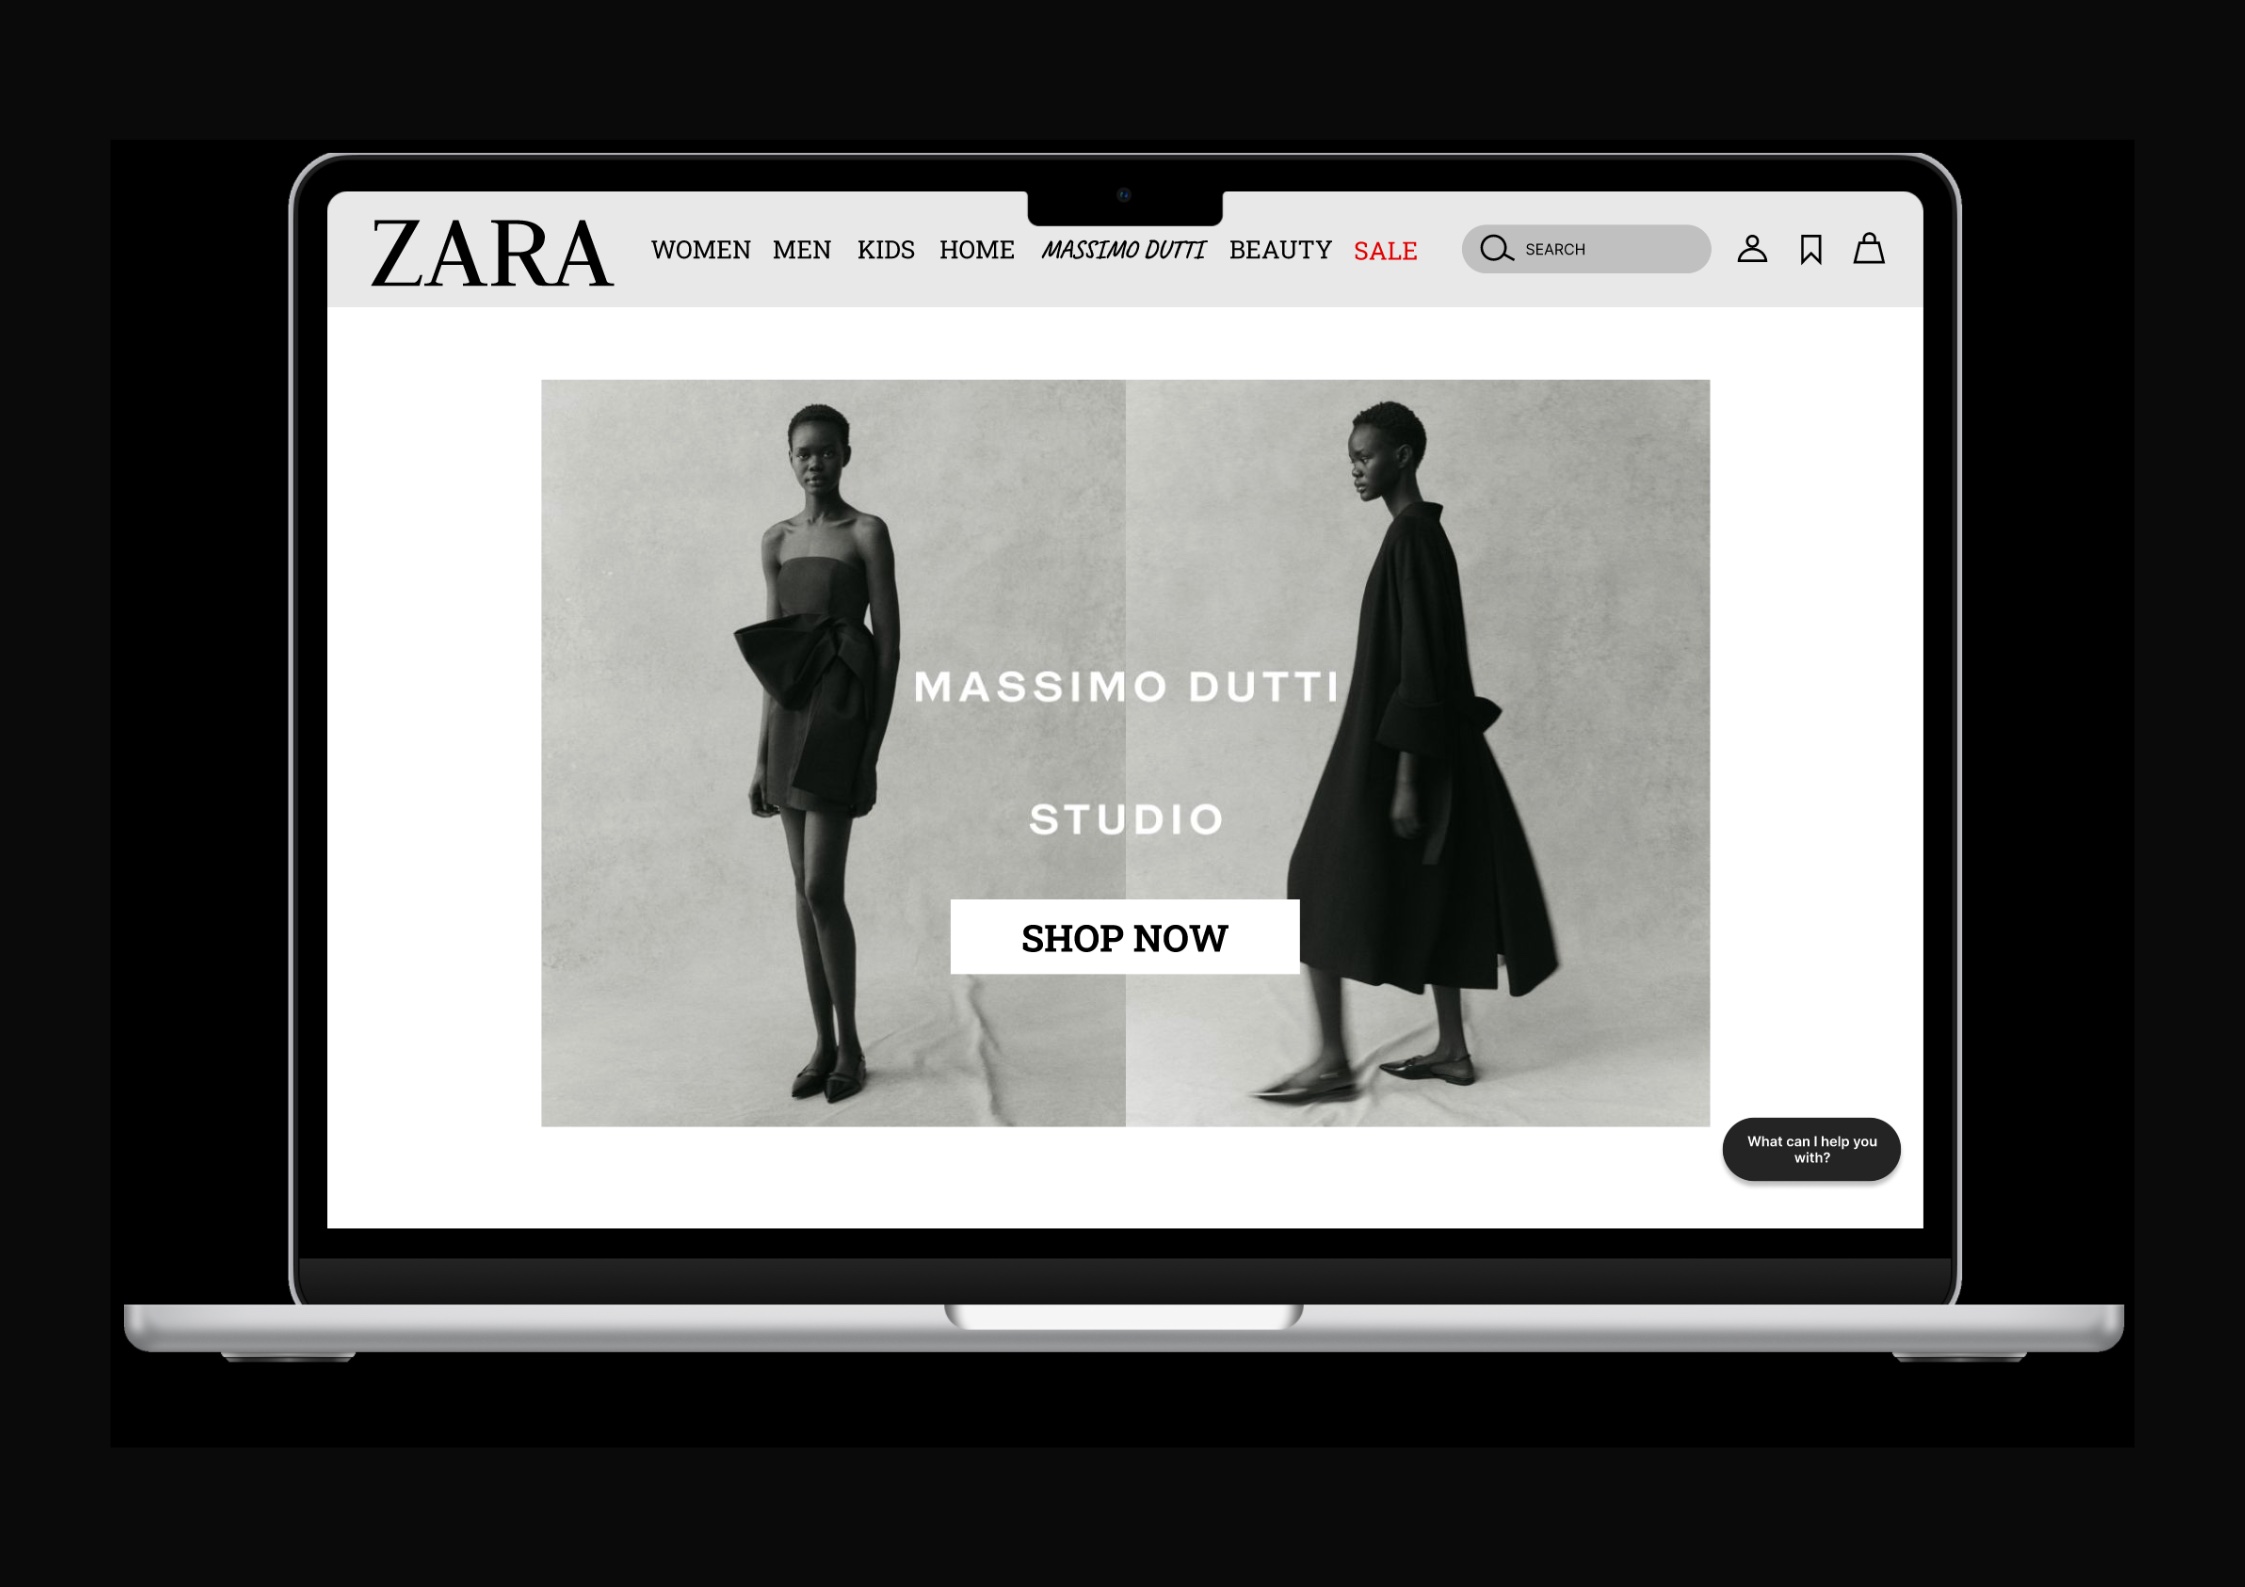 ZARA WOMEN MEN KIDS HOME MASSIMO DUTTI BEAUTY SALE SEARCH
MASSIMO DUTTI
STUDIO
SHOP NOW
What can I help you
with?